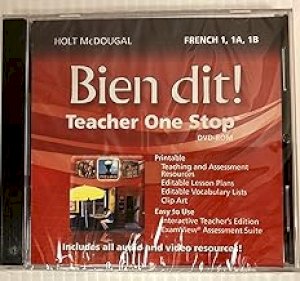 HOLT McDOUGAL
FRENCH 1, 1A, 1B
Bien dit!
Teacher One Stop
DVD-ROM
Printable
Teaching and Assessment
Resources
Editable Lesson Plans
Editable Vocabulary Lists
Clip Art
Easy to Use
Interactive Teacher's Edition
ExamView® Assessment Suite
Includes all audio and video resources!